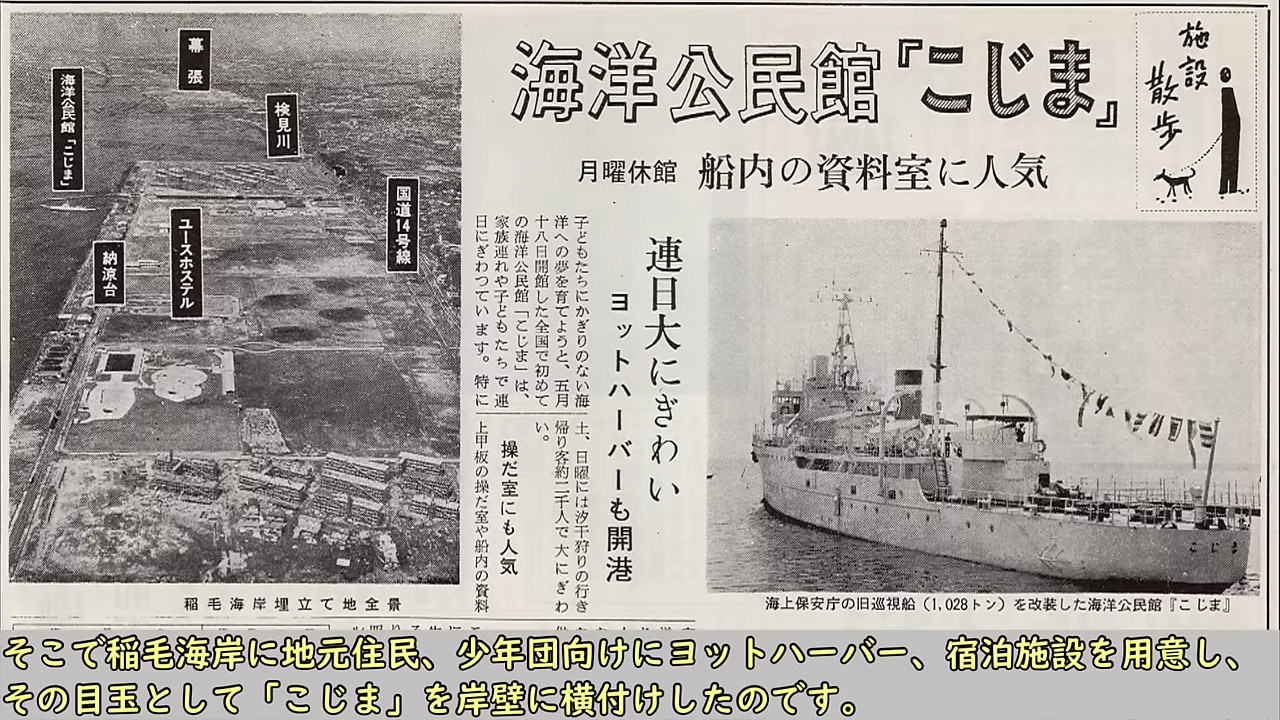 海洋公民館『こじま』
施設
散歩
月曜休館 船内の資料室に人気
幕張
海洋公民館「こじま」
検見川
国道14号線
ユースホステル
納涼台
稲毛海岸埋立て地全景
連日大にぎわい
ヨットハーバーも開港
子どもたちにかぎりのない海
洋への夢を育てようと、五月
十八日開館した全国で初めて
の海洋公民館「こじま」は、
家族連れや子どもたちで連
日にぎわつています。特に
土、日曜には汐干狩りの行き
帰り客約二千人で大にぎわ
い。
操だ室にも人気
上甲板の操だ室や船内の資料
こじま
海上保安庁の旧巡視船(1,028トン)を改装した海洋公民館『こじま』
そこで稲毛海岸に地元住民、少年団向けにヨットハーバー、宿泊施設を用意し、
その目玉として「こじま」を岸壁に横付けしたのです。